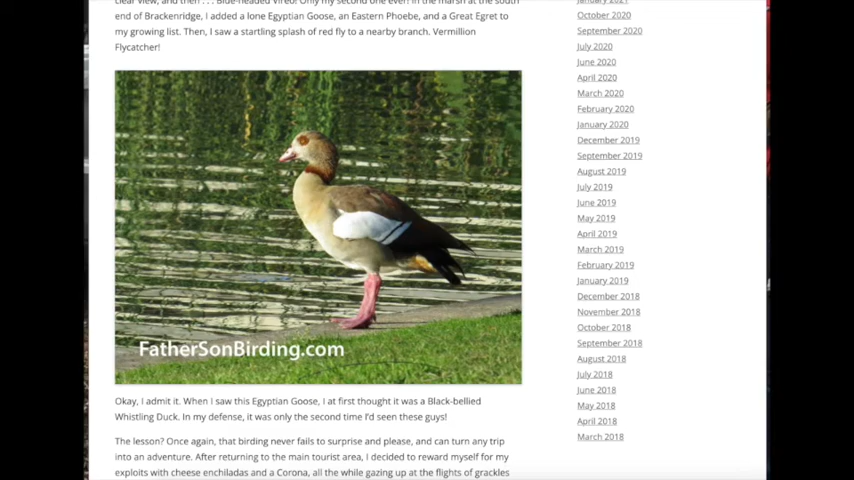 clear view, and then . . . Blue-headed Vireo! Only my second one ever! In the marsh at the south
end of Brackenridge, I added a lone Egyptian Goose, an Eastern Phoebe, and a Great Egret to
my growing list. Then, I saw a startling splash of red fly to a nearby branch. Vermillion
Flycatcher!
FatherSonBirding.com
Okay, I admit it. When I saw this Egyptian Goose, I at first thought it was a Black-bellied
Whistling Duck. In my defense, it was only the second time I'd seen these guys!
The lesson? Once again, that birding never fails to surprise and please, and can turn any trip
into an adventure. After returning to the main tourist area, I decided to reward myself for my
exploits with cheese enchiladas and a Corona, all the while gazing up at the flights of grackles
January 2021
October 2020
September 2020
July 2020
June 2020
April 2020
March 2020
February 2020
January 2020
December 2019
September 2019
August 2019
July 2019
June 2019
May 2019
April 2019
March 2019
February 2019
January 2019
December 2018
November 2018
October 2018
September 2018
August 2018
July 2018
June 2018
May 2018
April 2018
March 2018